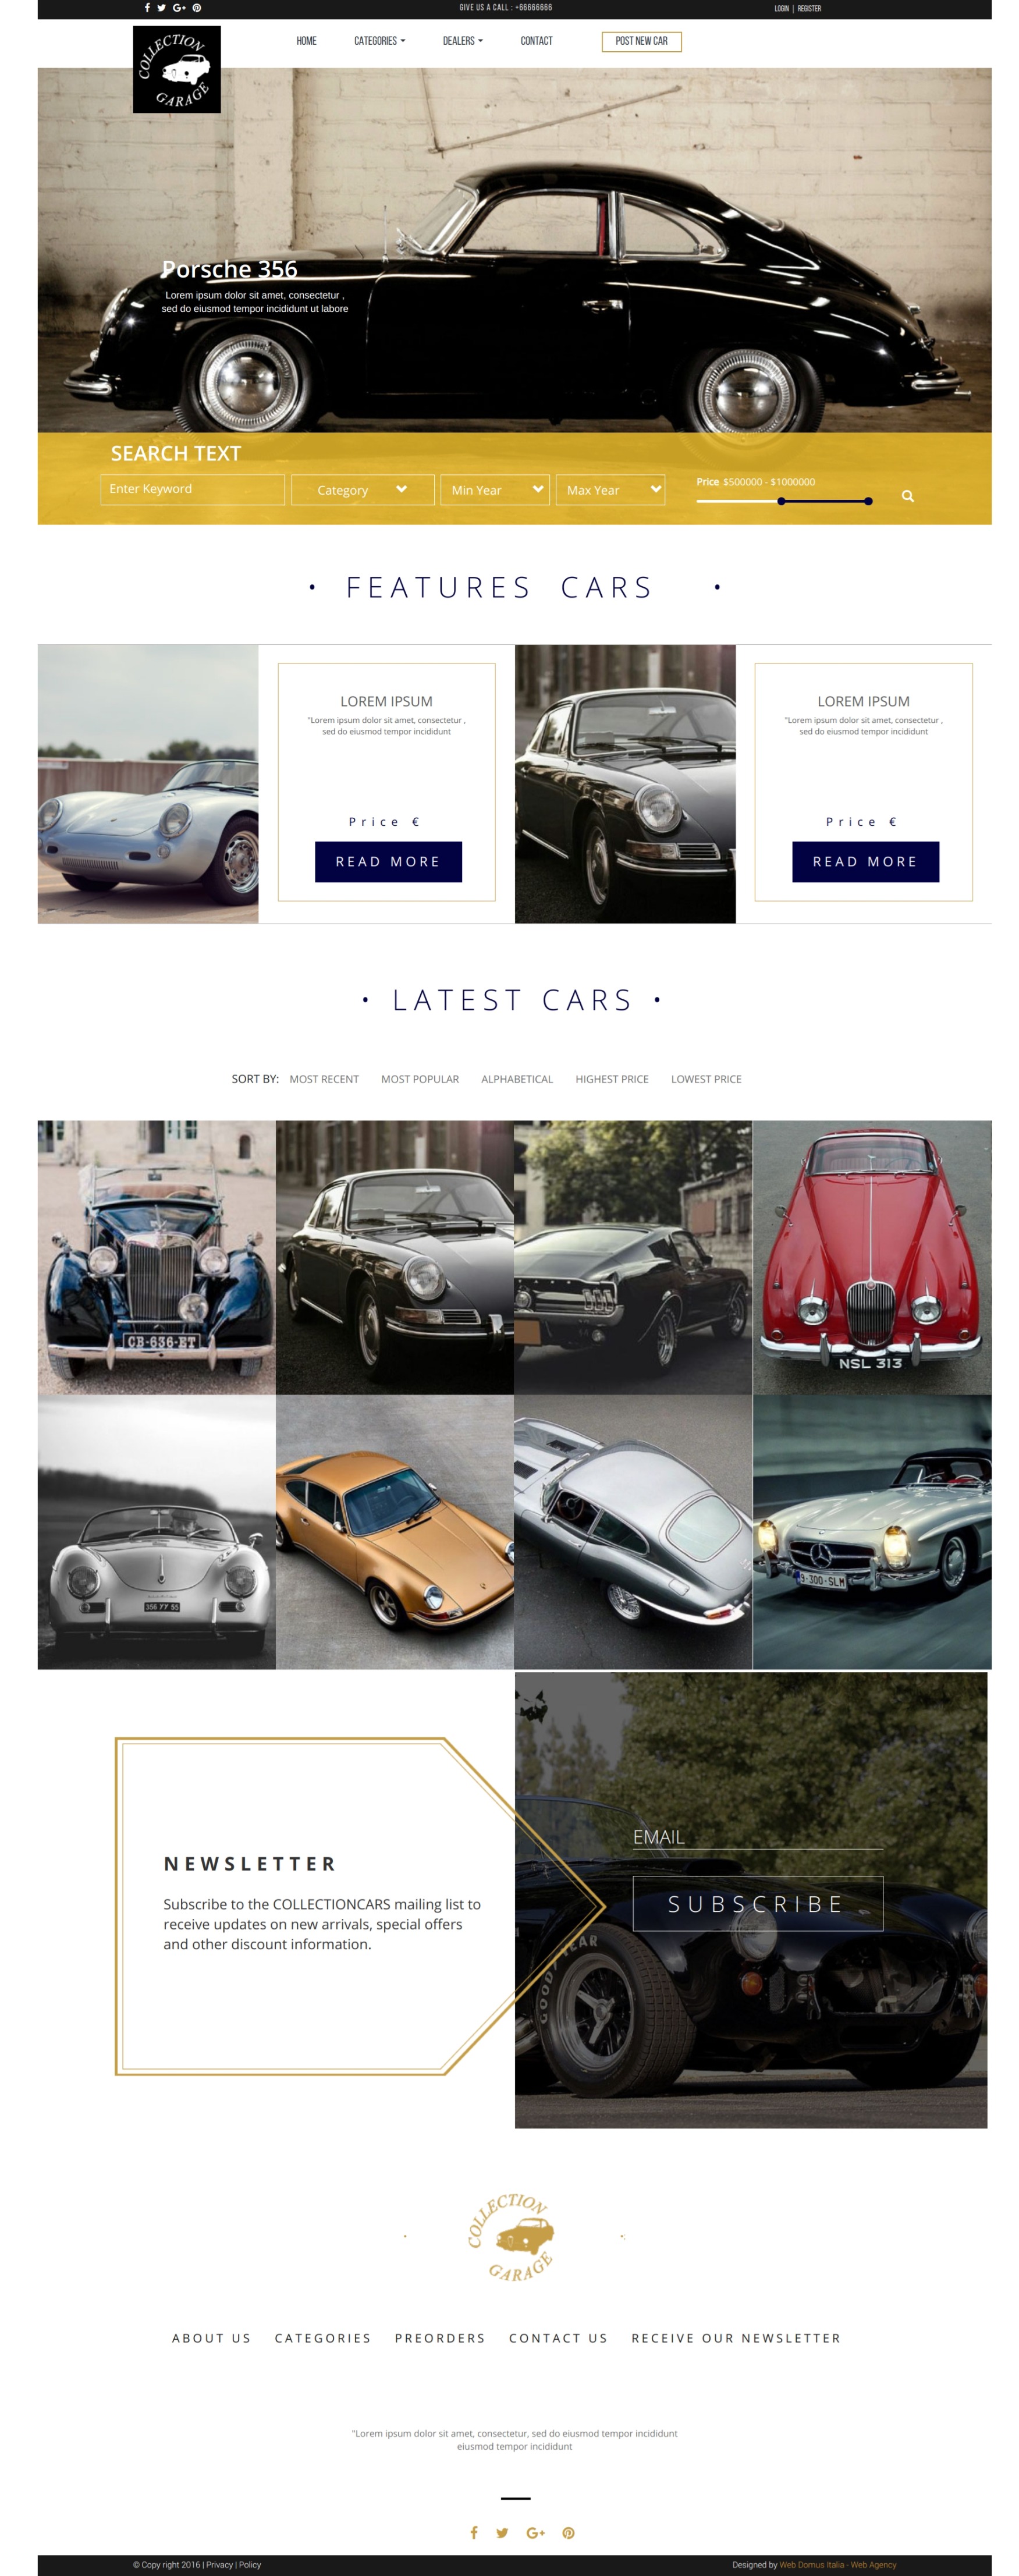 GIVE US A CALL : +66666666
LOGIN | REGISTER
COLLECTION
GARAGE
HOME
CATEGORIES
DEALERS
CONTACT
POST NEW CAR
Porsche 356
Lorem ipsum dolor sit amet, consectetur ,
sed do eiusmod tempor incididunt ut labore
SEARCH TEXT
Enter Keyword
Category
Min Year
Max Year
Price $500000 - $1000000
• FEATURES CARS •
LOREM IPSUM
"Lorem ipsum dolor sit amet, consectetur ,
sed do eiusmod tempor incididunt
Price €
READ MORE
LOREM IPSUM
"Lorem ipsum dolor sit amet, consectetur ,
sed do eiusmod tempor incididunt
Price €
READ MORE
• LATEST CARS •
SORT BY: MOST RECENT MOST POPULAR ALPHABETICAL HIGHEST PRICE LOWEST PRICE
CB-636-ET
NSL 313
356 YY 55
9-300-SLM
NEWSLETTER
Subscribe to the COLLECTIONCARS mailing list to
receive updates on new arrivals, special offers
and other discount information.
EMAIL
SUBSCRIBE
GOOD YEAR
COLLECTION
GARAGE
ABOUT US CATEGORIES PREORDERS CONTACT US RECEIVE OUR NEWSLETTER
"Lorem ipsum dolor sit amet, consectetur, sed do eiusmod tempor incididunt
eiusmod tempor incididunt
© Copy right 2016 | Privacy | Policy
Designed by Web Domus Italia - Web Agency